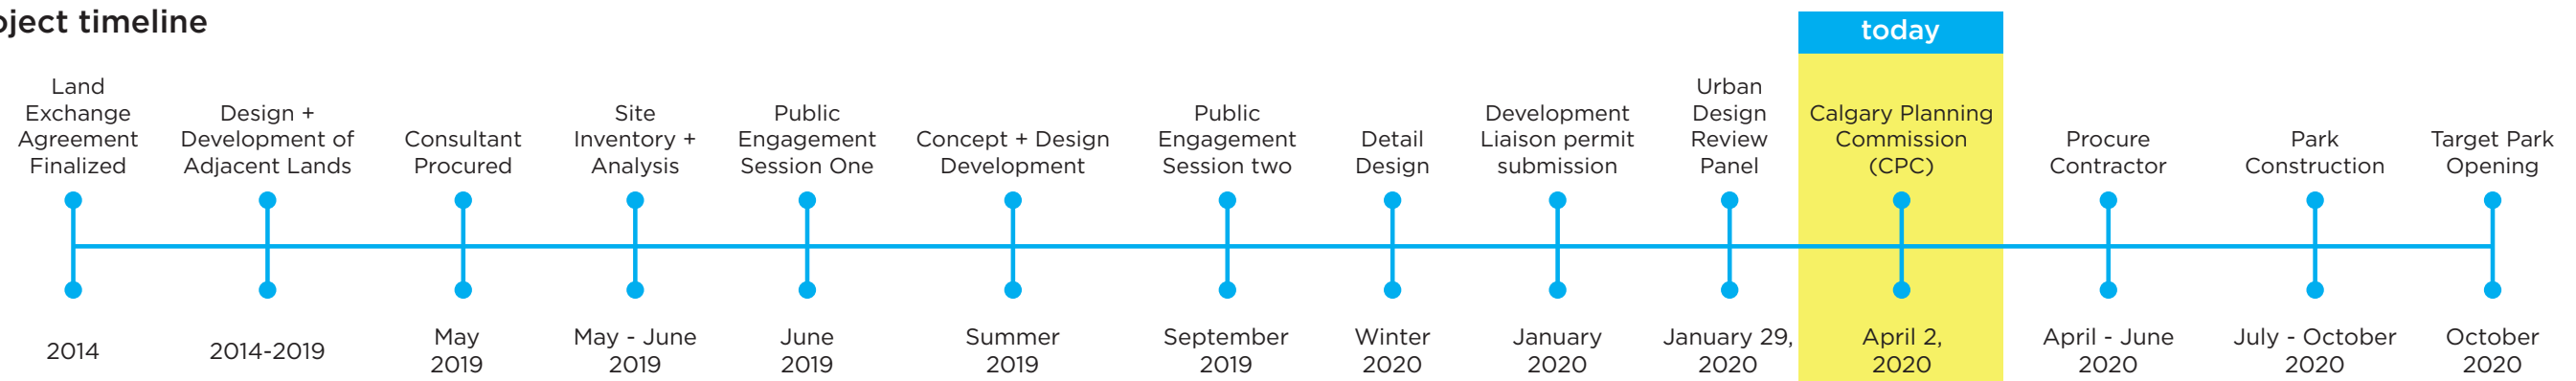 oject timeline
today
Land
Exchange
Agreement
Finalized
2014
Design +
Development of
Adjacent Lands
2014-2019
Consultant
Procured
May
2019
Site
Inventory +
Analysis
May - June
2019
Public
Engagement
Session One
June
2019
Concept + Design
Development
Summer
2019
Public
Engagement
Session two
September
2019
Detail
Design
Winter
2020
Development
Liaison permit
submission
January
2020
Urban
Design
Review
Panel
January 29,
2020
Calgary Planning
Commission
(CPC)
April 2,
2020
Procure
Contractor
April - June
2020
Park
Construction
July - October
2020
Target Park
Opening
October
2020